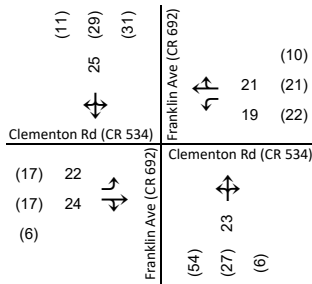 (11) (29) (31)
25
Franklin Ave (CR 692)
(10)
21 (21)
19 (22)
Clementon Rd (CR 534)
Clementon Rd (CR 534)
(17) 22
(17) 24
(6)
Franklin Ave (CR 692)
23
(54) (27) (6)